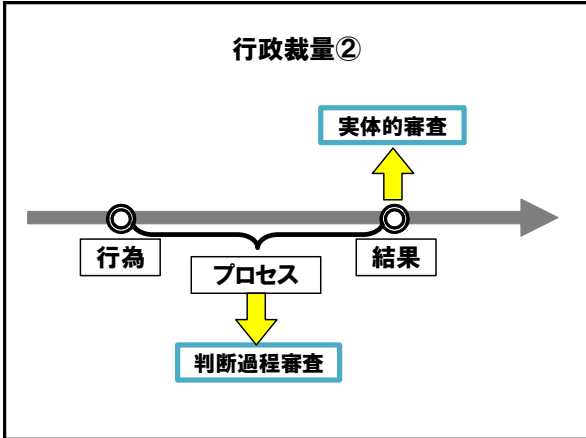 行政裁量②
実体的審査
行為
プロセス
結果
判断過程審査